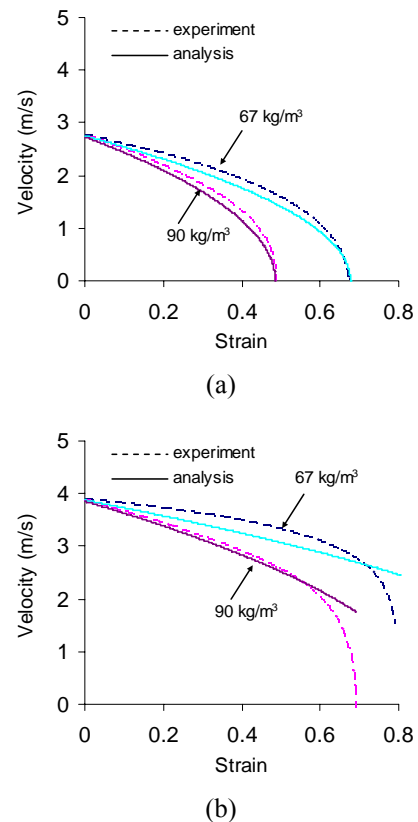 experiment
analysis
5
4
3
2
1
0
Velocity (m/s)
67 kg/m³
90 kg/m³
0 0.2 0.4 0.6 0.8
Strain
(a)
experiment
analysis
5
4
3
2
1
0
Velocity (m/s)
67 kg/m³
90 kg/m³
0 0.2 0.4 0.6 0.8
Strain
(b)